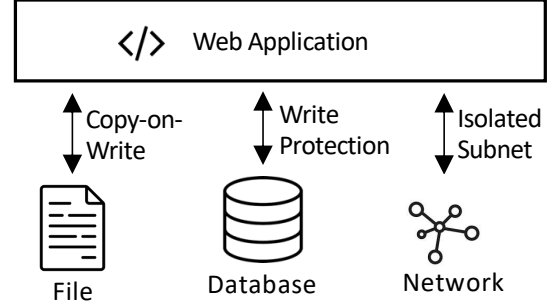 </> Web Application
Copy-on-
Write
Write
Protection
Isolated
Subnet
File
Database
Network